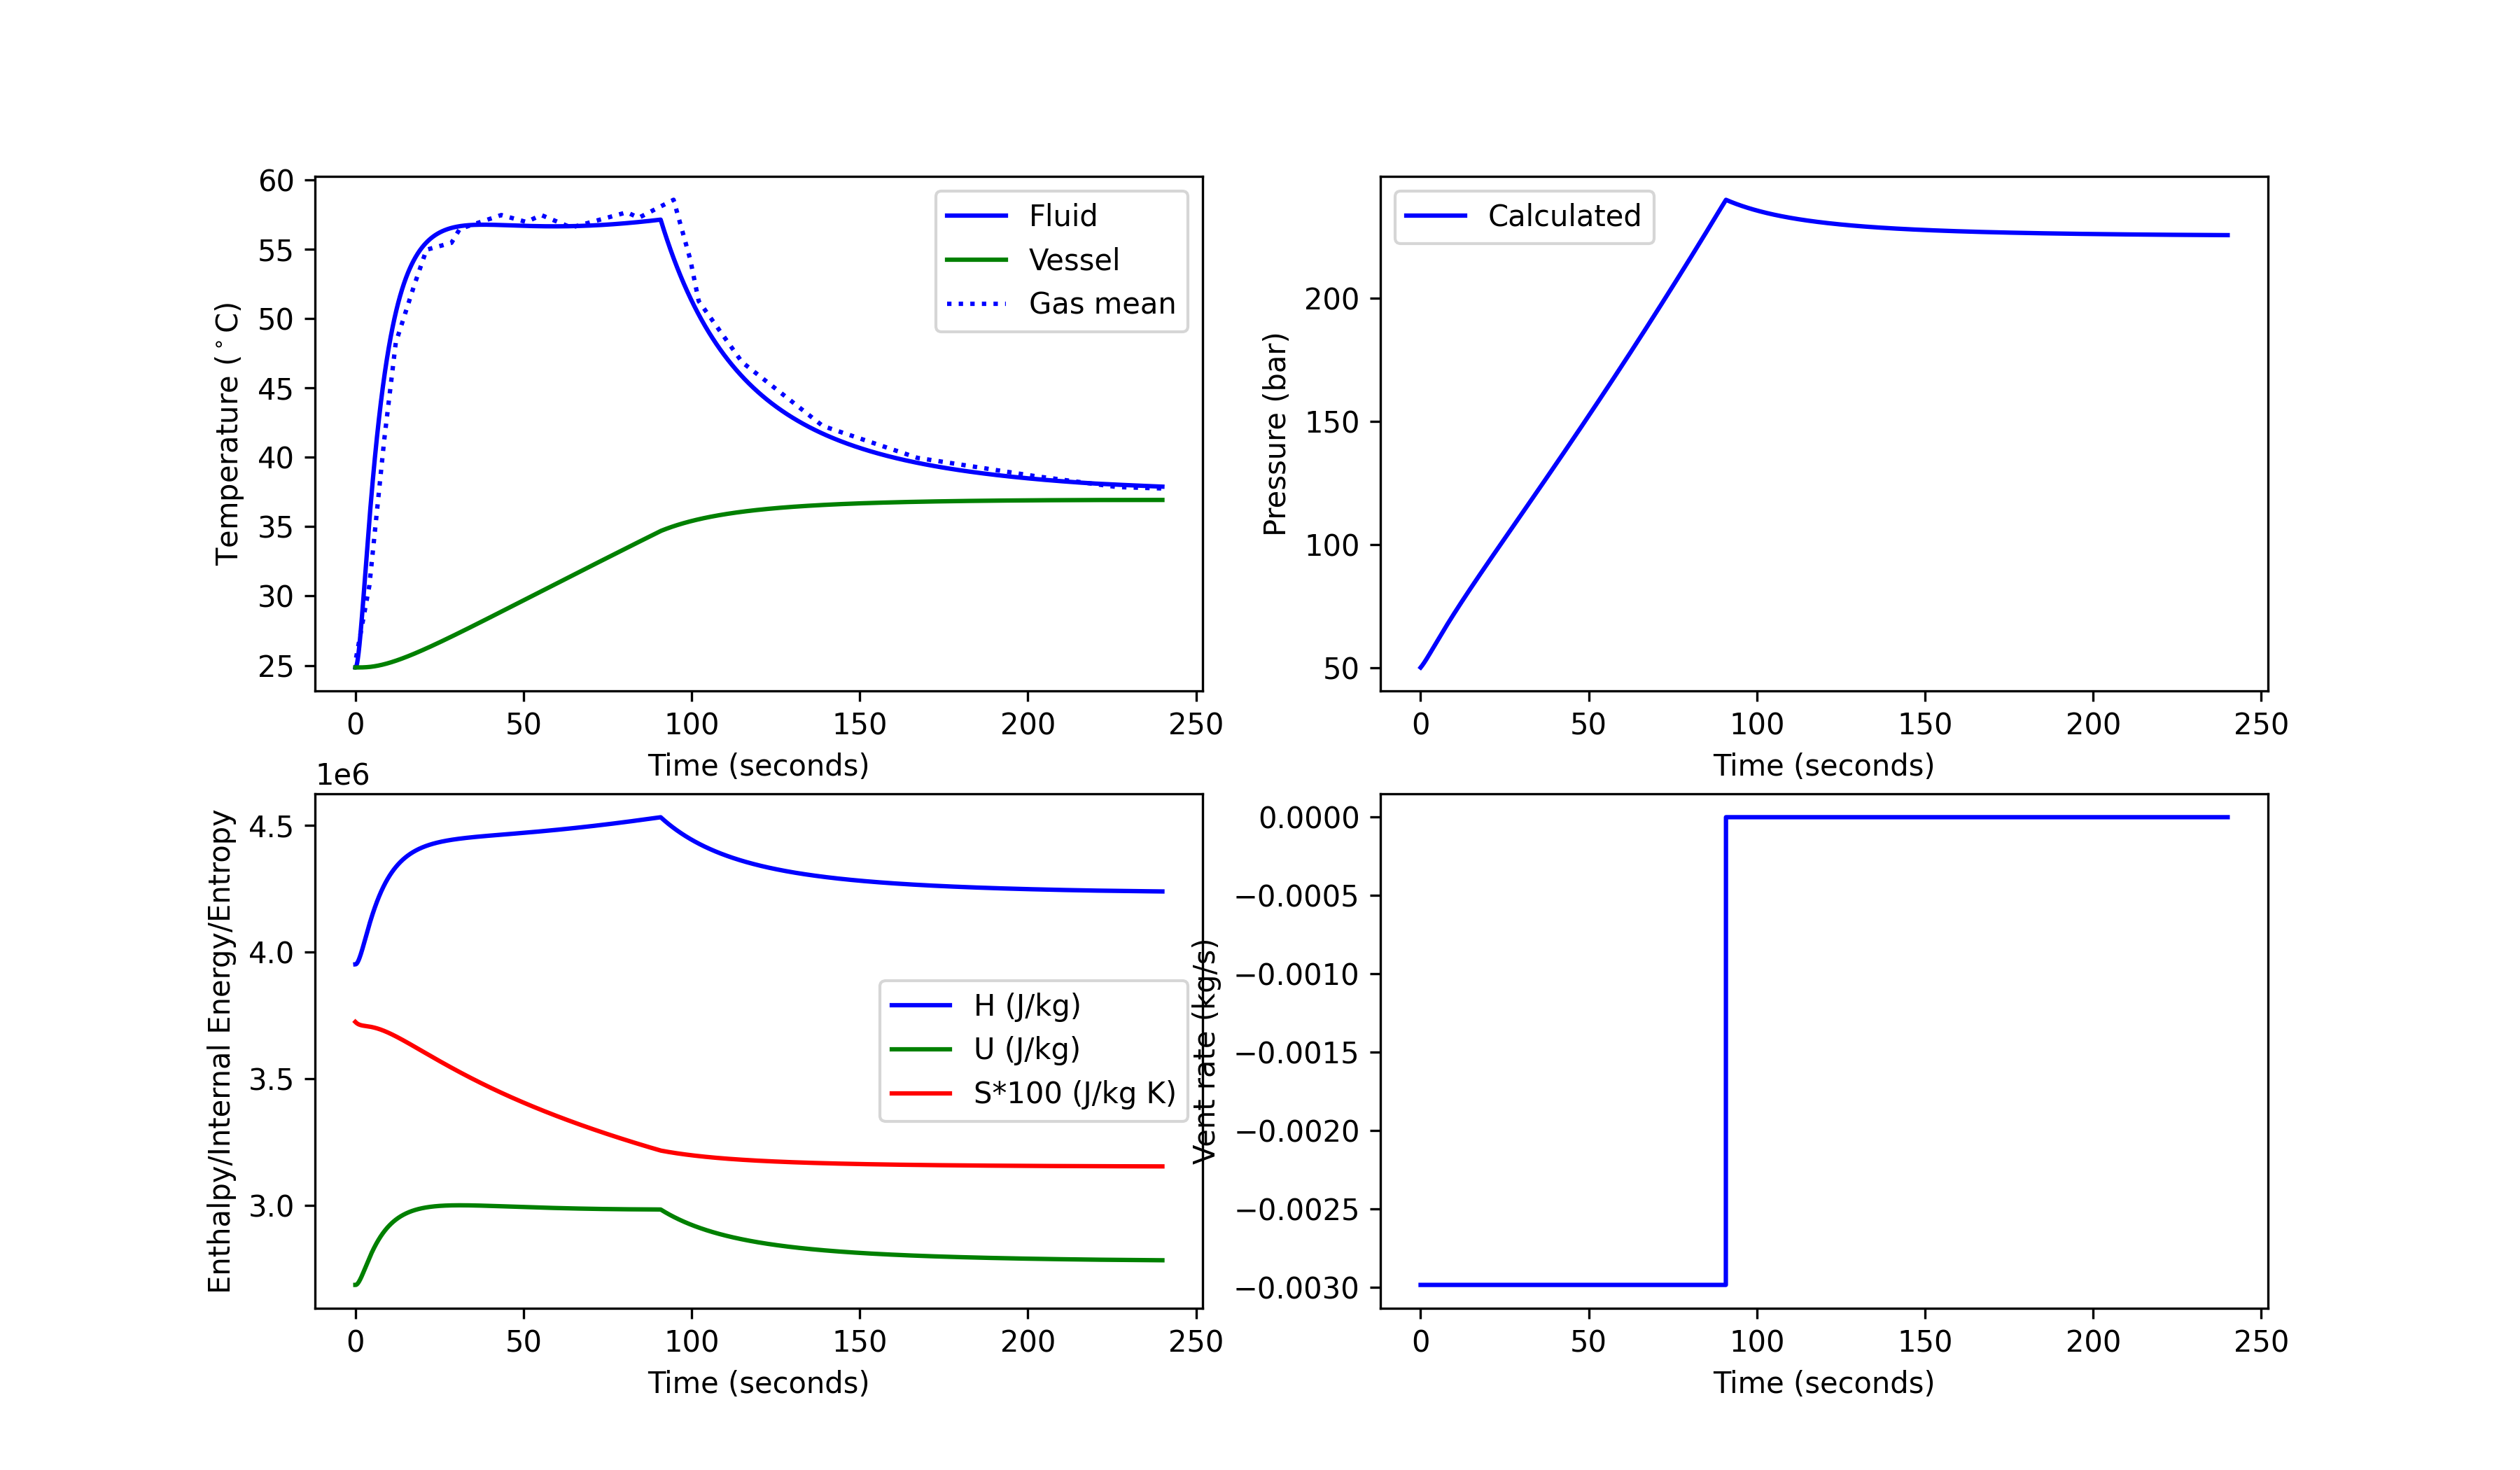 60
55
50
45
40
35
30
25
Temperature (°C)
Fluid
Vessel
Gas mean
0
50
100
150
200
250
Time (seconds)
200
150
100
50
Pressure (bar)
Calculated
0
50
100
150
200
250
Time (seconds)
1e6
4.5
4.0
3.5
3.0
Enthalpy/Internal Energy/Entropy
H (J/kg)
U (J/kg)
S*100 (J/kg K)
0
50
100
150
200
250
Time (seconds)
0.0000
−0.0005
−0.0010
−0.0015
−0.0020
−0.0025
−0.0030
Vent rate (kg/s)
0
50
100
150
200
250
Time (seconds)